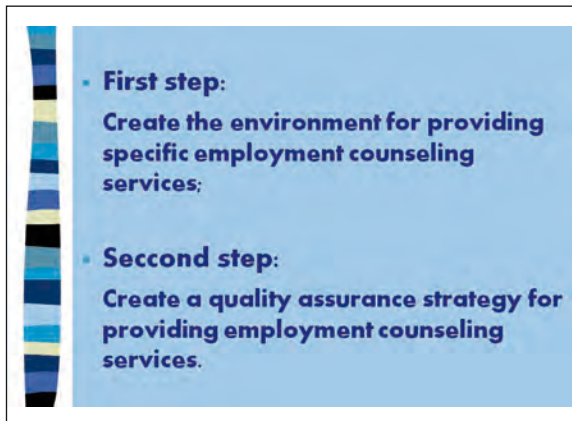 ▪ First step:
Create the environment for providing
specific employment counseling
services;
▪ Seccond step:
Create a quality assurance strategy for
providing employment counseling
services.